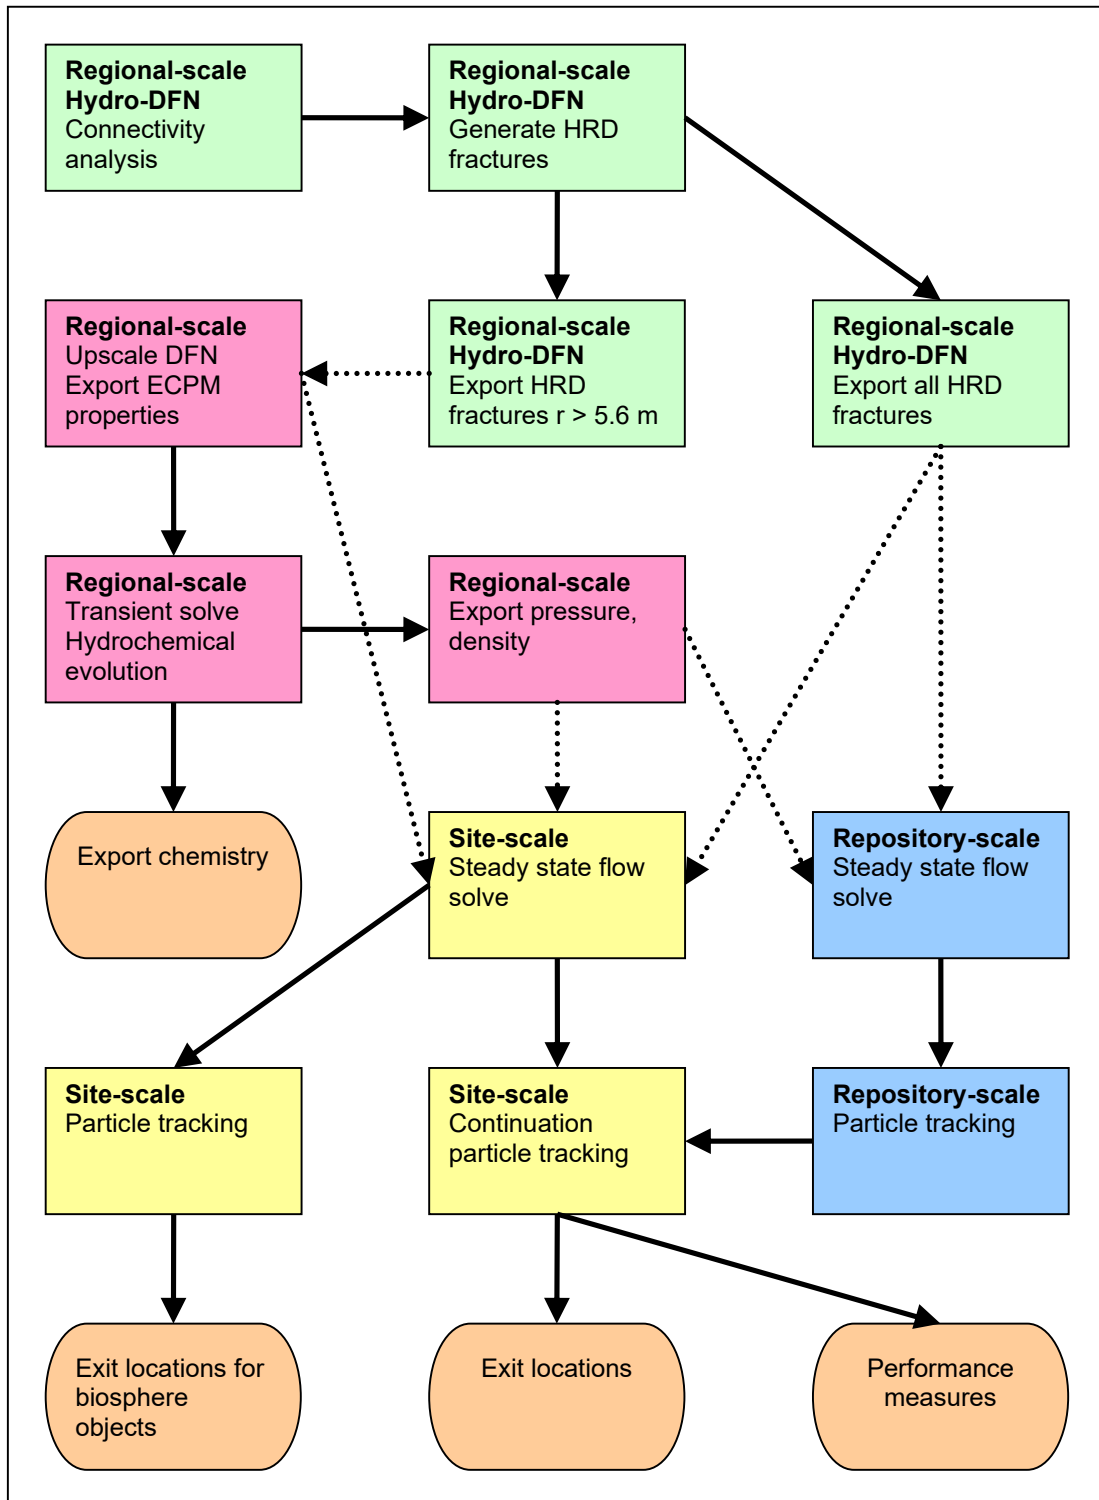 Regional-scale
Hydro-DFN
Connectivity
analysis
Regional-scale
Hydro-DFN
Generate HRD
fractures
Regional-scale
Upscale DFN
Export ECPM
properties
Regional-scale
Hydro-DFN
Export HRD
fractures r > 5.6 m
Regional-scale
Hydro-DFN
Export all HRD
fractures
Regional-scale
Transient solve
Hydrochemical
evolution
Regional-scale
Export pressure,
density
Export chemistry
Site-scale
Steady state flow
solve
Repository-scale
Steady state flow
solve
Site-scale
Particle tracking
Site-scale
Continuation
particle tracking
Repository-scale
Particle tracking
Exit locations for
biosphere
objects
Exit locations
Performance
measures